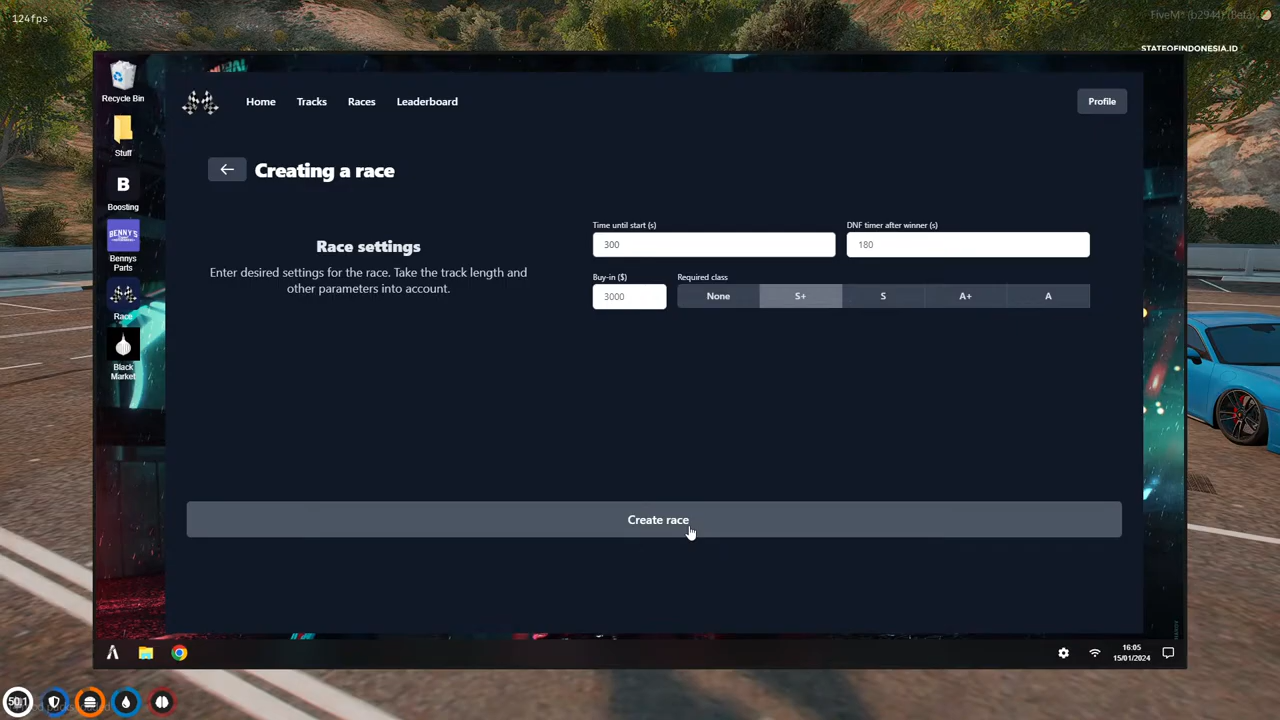 124fps
FiveM* (b2944) (Beta)
STATEOFINDONESIA.ID
Recycle Bin
Stuff
B
Boosting
BENNY'S
Bennys
Parts
Race
Black
Market
Home
Tracks
Races
Leaderboard
Profile
Creating a race
Race settings
Enter desired settings for the race. Take the track length and
other parameters into account.
Time until start (s)
300
DNF timer after winner (s)
180
Buy-in ($)
3000
Required class
None
S+
S
A+
A
Create race
16:05
15/01/2024
50.1